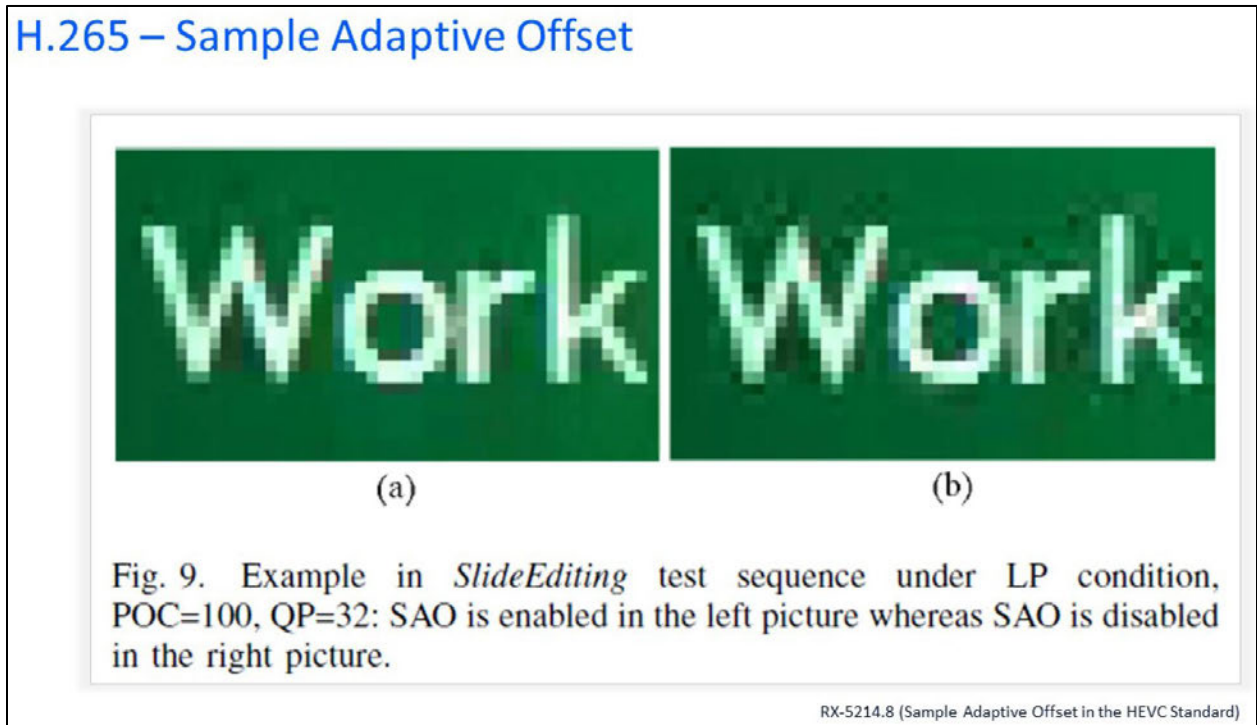 H.265 – Sample Adaptive Offset
Work Work
(a) (b)
Fig. 9. Example in SlideEditing test sequence under LP condition,
POC=100, QP=32: SAO is enabled in the left picture whereas SAO is disabled
in the right picture.
RX-5214.8 (Sample Adaptive Offset in the HEVC Standard)